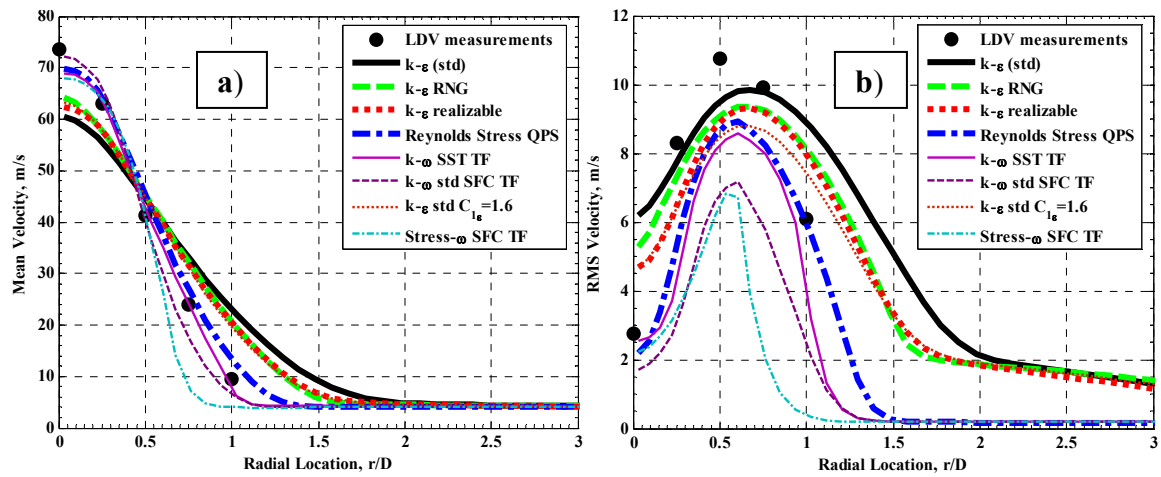 80
70
60
50
40
30
20
10
0
Mean Velocity, m/s
a)
LDV measurements
k-ε (std)
k-ε RNG
k-ε realizable
Reynolds Stress QPS
k-ω SST TF
k-ω std SFC TF
k-ε std C1ε=1.6
Stress-ω SFC TF
0 0.5 1 1.5 2 2.5 3
Radial Location, r/D
12
10
8
6
4
2
0
RMS Velocity, m/s
b)
LDV measurements
k-ε (std)
k-ε RNG
k-ε realizable
Reynolds Stress QPS
k-ω SST TF
k-ω std SFC TF
k-ε std C1ε=1.6
Stress-ω SFC TF
0 0.5 1 1.5 2 2.5 3
Radial Location, r/D